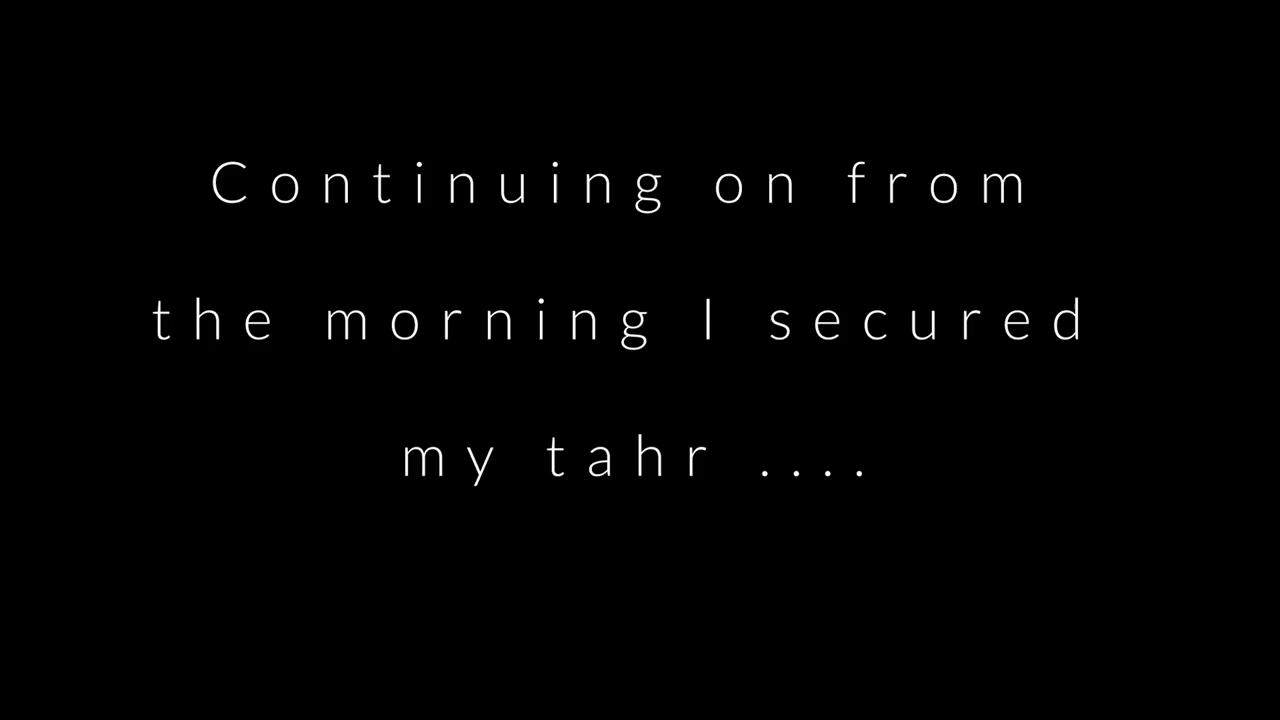 Continuing on from
the morning I secured
my tahr ....